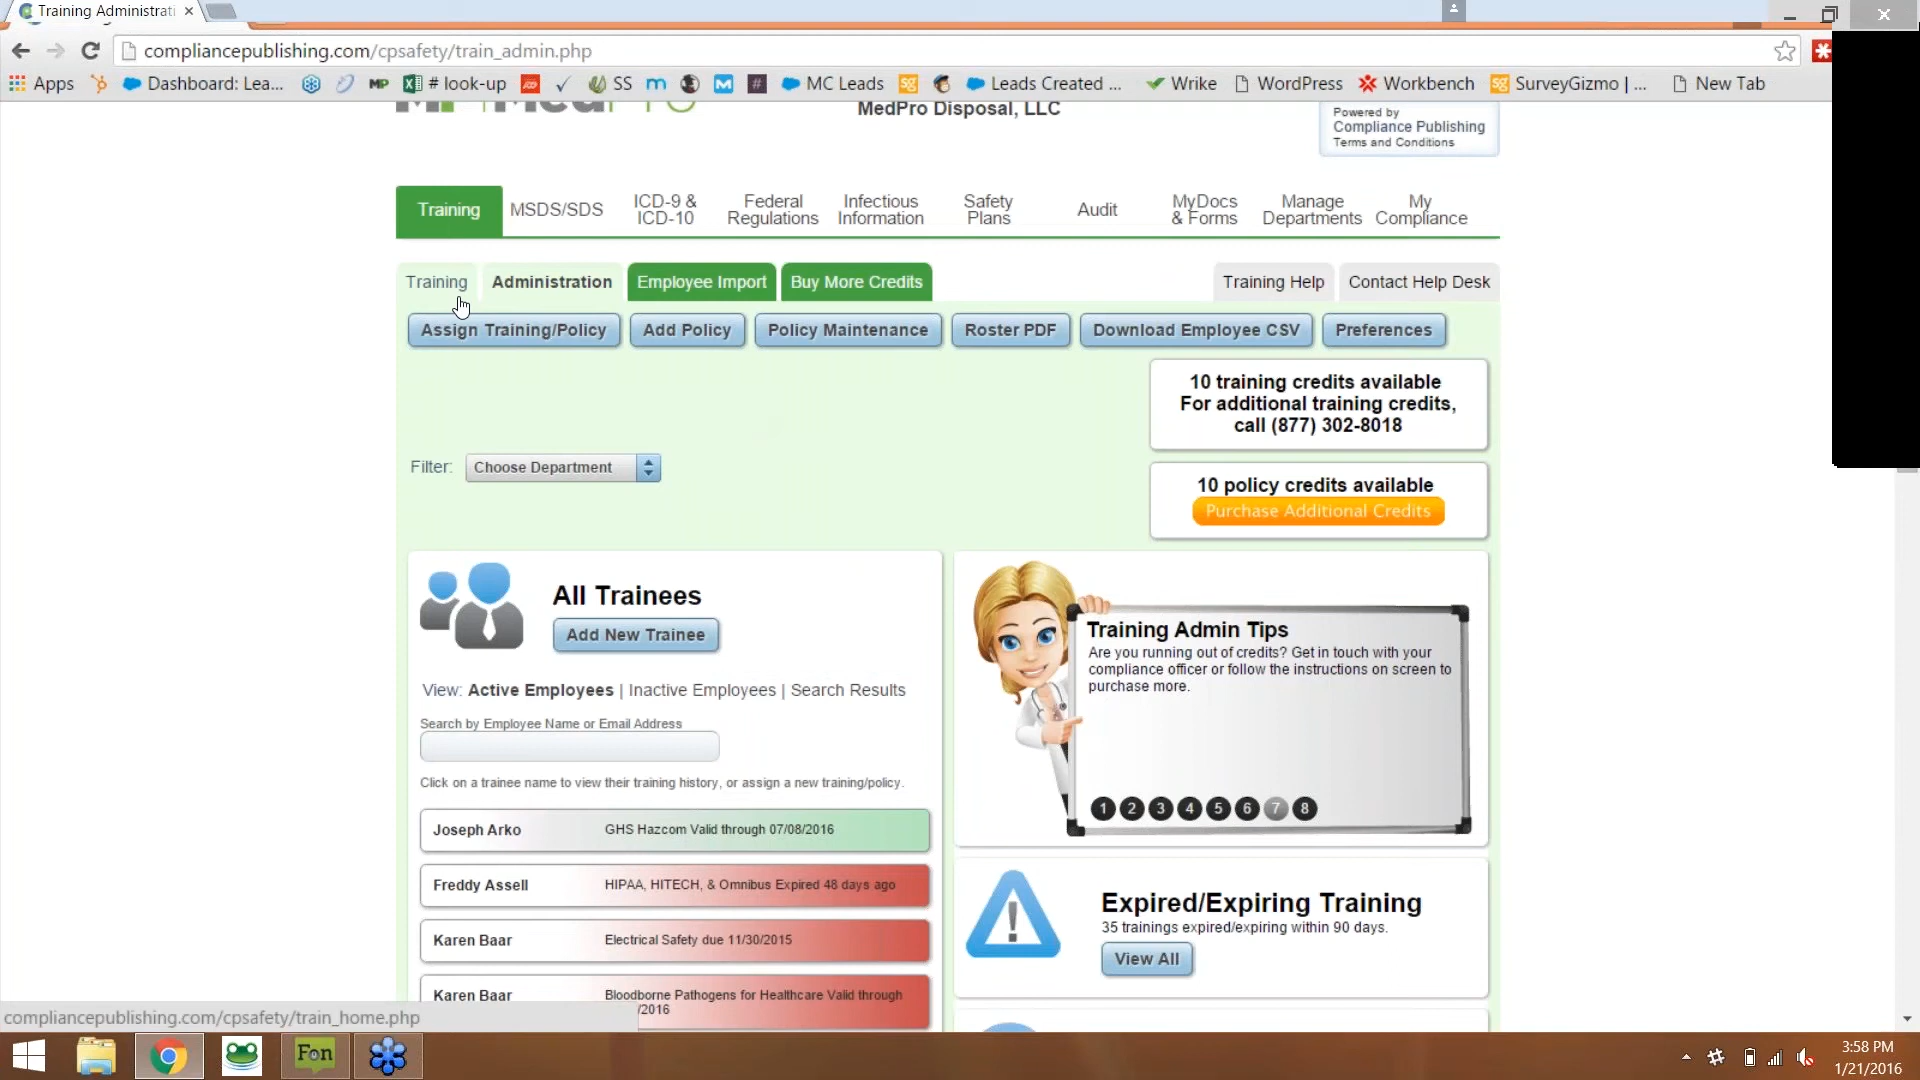 Training Administrati
compliancepublishing.com/cpsafety/train_admin.php
Apps Dashboard: Lea... MP # look-up SS m M # MC Leads sg Leads Created ... Wrike WordPress Workbench sg SurveyGizmo | ... New Tab
MedPro Disposal, LLC
Powered by
Compliance Publishing
Terms and Conditions
Training
MSDS/SDS
ICD-9 &
ICD-10
Federal
Regulations
Infectious
Information
Safety
Plans
Audit
MyDocs
& Forms
Manage
Departments
My
Compliance
Training Administration Employee Import Buy More Credits Training Help Contact Help Desk
Assign Training/Policy Add Policy Policy Maintenance Roster PDF Download Employee CSV Preferences
10 training credits available
For additional training credits,
call (877) 302-8018
Filter: Choose Department
10 policy credits available
Purchase Additional Credits
All Trainees
Add New Trainee
View: Active Employees | Inactive Employees | Search Results
Search by Employee Name or Email Address
Click on a trainee name to view their training history, or assign a new training/policy.
Joseph Arko GHS Hazcom Valid through 07/08/2016
Freddy Assell HIPAA, HITECH, & Omnibus Expired 48 days ago
Karen Baar Electrical Safety due 11/30/2015
Karen Baar Bloodborne Pathogens for Healthcare Valid through
/2016
Training Admin Tips
Are you running out of credits? Get in touch with your
compliance officer or follow the instructions on screen to
purchase more.
1 2 3 4 5 6 7 8
Expired/Expiring Training
35 trainings expired/expiring within 90 days.
View All
compliancepublishing.com/cpsafety/train_home.php
Fon
3:58 PM
1/21/2016